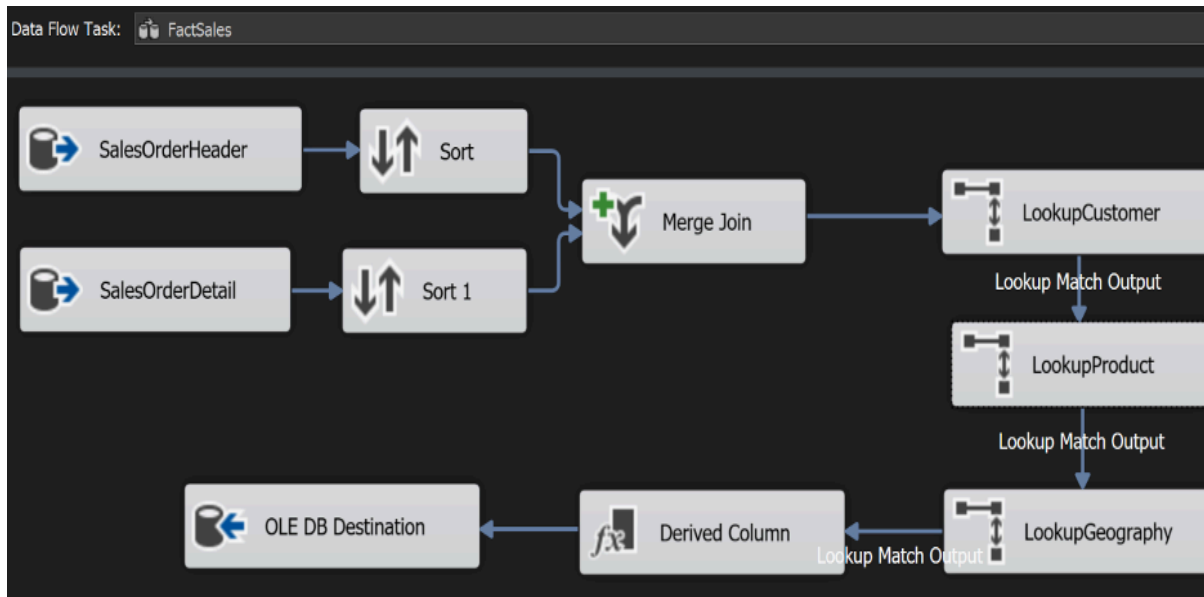 Data Flow Task: FactSales
SalesOrderHeader
Sort
Merge Join
LookupCustomer
SalesOrderDetail
Sort 1
Lookup Match Output
LookupProduct
Lookup Match Output
OLE DB Destination
Derived Column
LookupGeography
Lookup Match Output